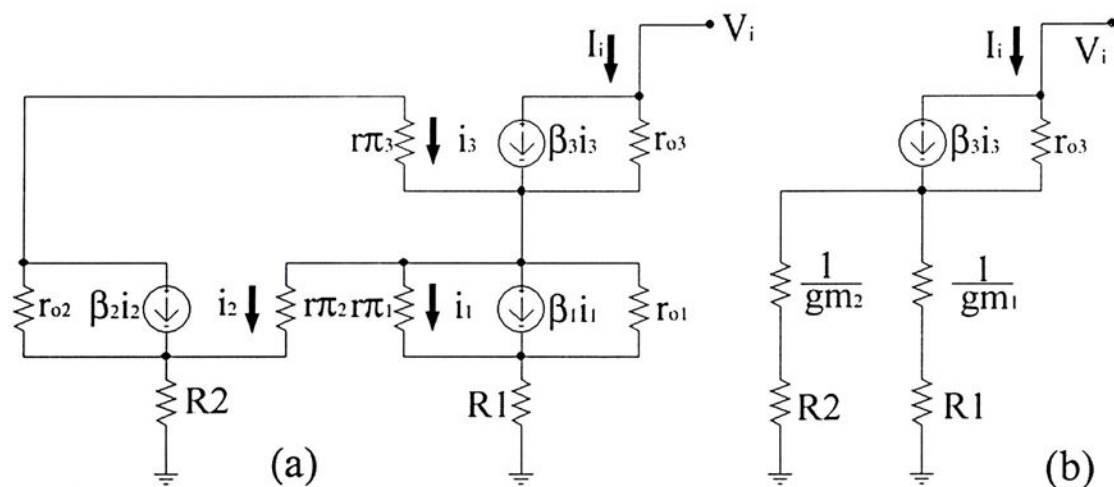 Ii Vi
rπ3 i3 β3i3 ro3
ro2 β2i2 i2 rπ2 rπ1 i1 β1i1 ro1
R2 R1
(a)
Ii Vi
β3i3 ro3
1/gm2 1/gm1
R2 R1
(b)